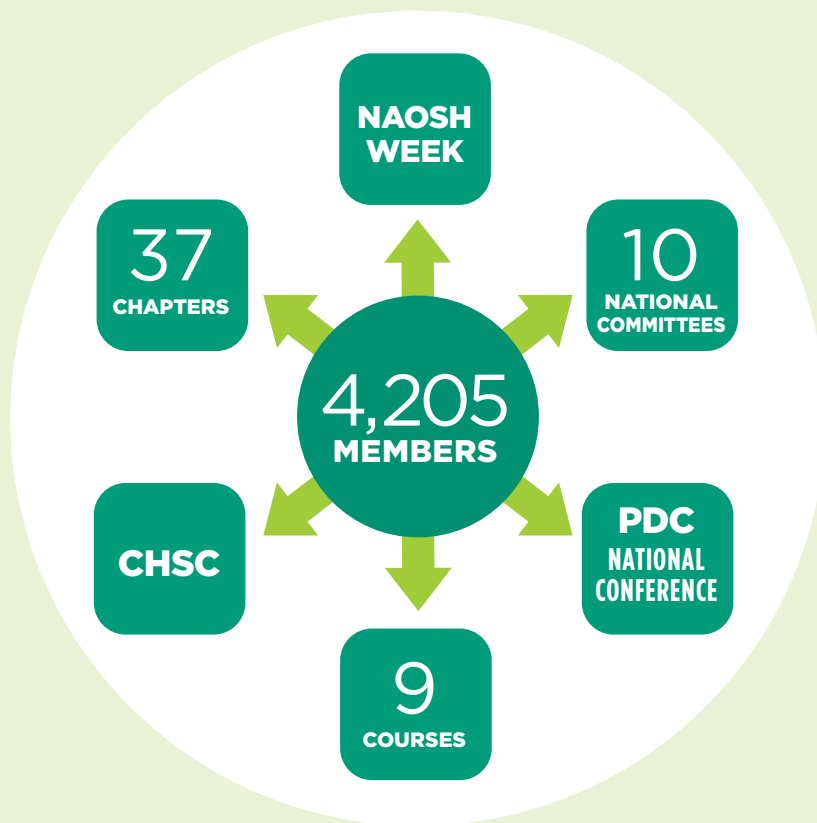 NAOSH
WEEK
37
CHAPTERS
10
NATIONAL
COMMITTEES
4,205
MEMBERS
CHSC
PDC
NATIONAL
CONFERENCE
9
COURSES